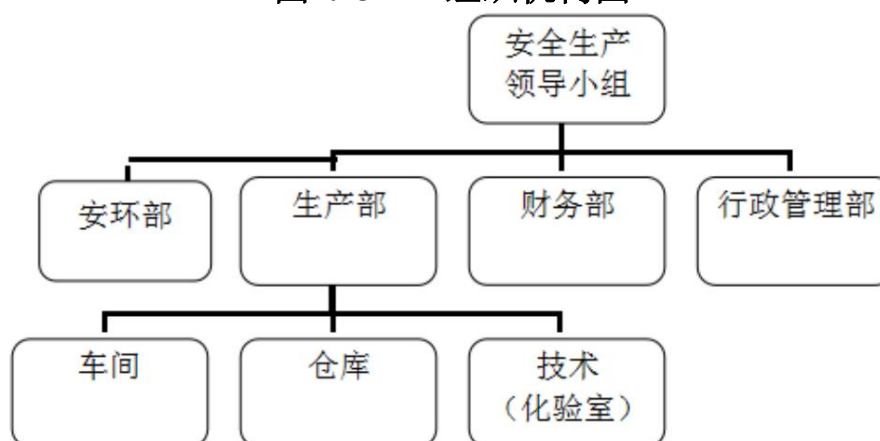 安全生产
领导小组
安环部
生产部
财务部
行政管理部
车间
仓库
技术
（化验室）